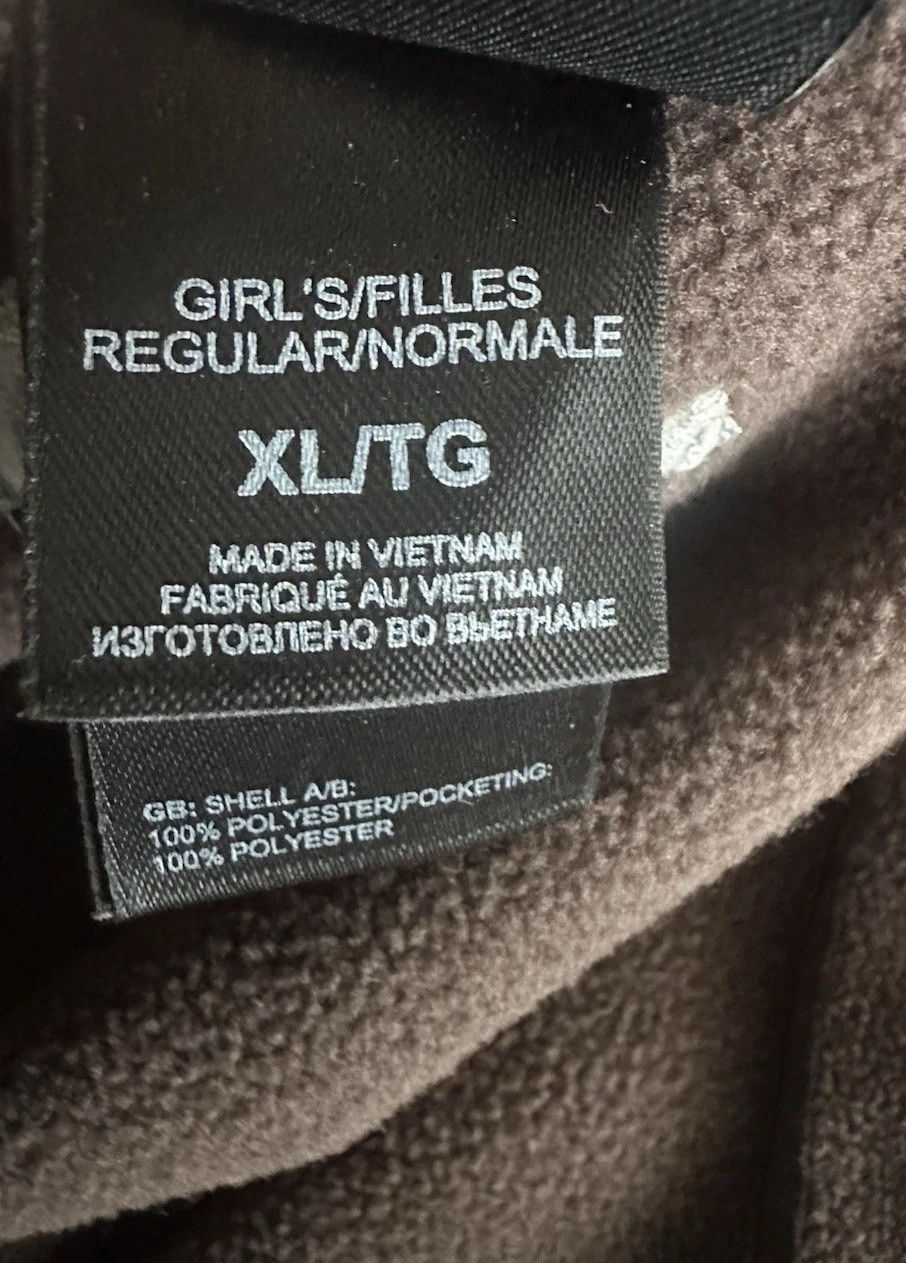 GIRL'S/FILLES
REGULAR/NORMALE
XL/TG
MADE IN VIETNAM
FABRIQUÉ AU VIETNAM
ИЗГОТОВЛЕНО ВО ВЬЕТНАМЕ
GB: SHELL A/B:
100% POLYESTER/POCKETING:
100% POLYESTER